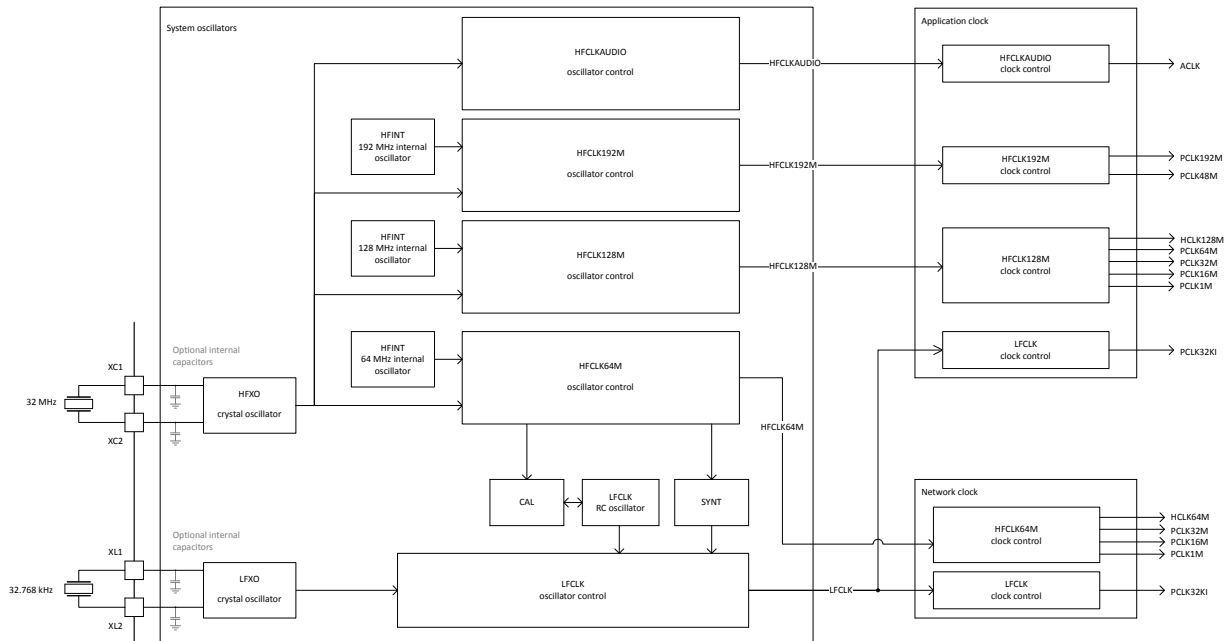 System oscillators
Application clock
HFCLKAUDIO
oscillator control
HFCLKAUDIO
HFCLKAUDIO
clock control
ACLK
HFINT
192 MHz internal
oscillator
HFCLK192M
oscillator control
HFCLK192M
HFCLK192M
clock control
PCLK192M
PCLK48M
HFINT
128 MHz internal
oscillator
HFCLK128M
oscillator control
HFCLK128M
HFCLK128M
clock control
HCLK128M
PCLK64M
PCLK32M
PCLK16M
PCLK1M
Optional internal
capacitors
HFINT
64 MHz internal
oscillator
HFCLK64M
oscillator control
LFCLK
clock control
PCLK32KI
XC1
32 MHz
XC2
HFXO
crystal oscillator
HFCLK64M
CAL
LFCLK
RC oscillator
SYNT
Network clock
HFCLK64M
clock control
HCLK64M
PCLK32M
PCLK16M
PCLK1M
Optional internal
capacitors
XL1
32.768 kHz
XL2
LFXO
crystal oscillator
LFCLK
oscillator control
LFCLK
LFCLK
clock control
PCLK32KI